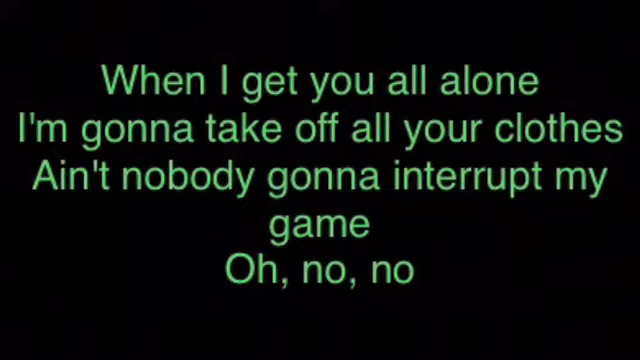 When I get you all alone
I'm gonna take off all your clothes
Ain't nobody gonna interrupt my
game
Oh, no, no